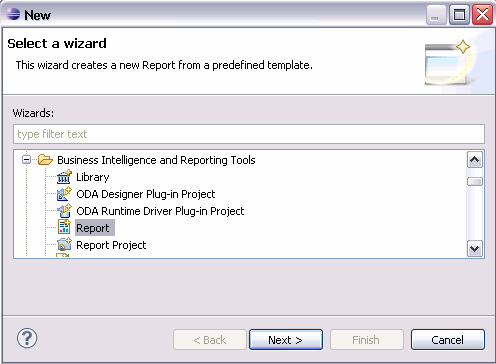 New
Select a wizard
This wizard creates a new Report from a predefined template.
Wizards:
type filter text
Business Intelligence and Reporting Tools
Library
ODA Designer Plug-in Project
ODA Runtime Driver Plug-in Project
Report
Report Project
< Back
Next >
Finish
Cancel